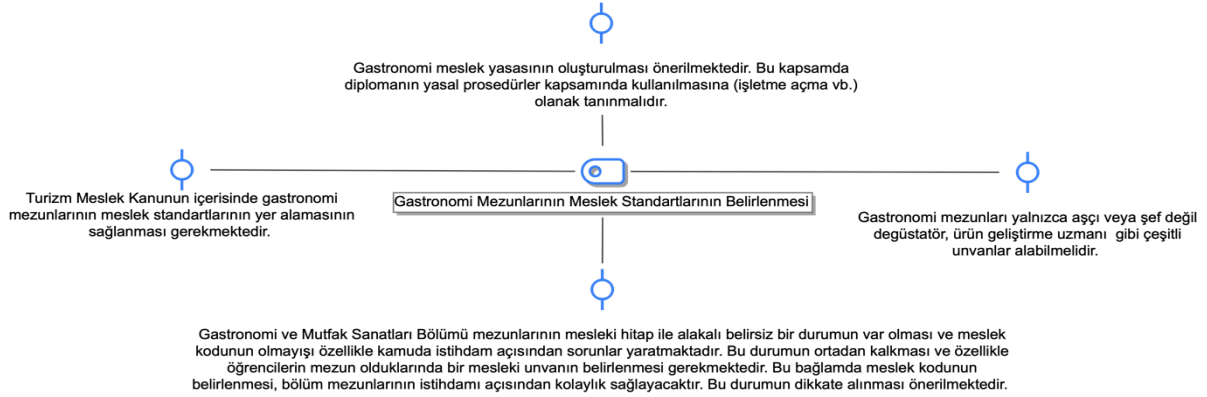 Gastronomi meslek yasasının oluşturulması önerilmektedir. Bu kapsamda
diplomanın yasal prosedürler kapsamında kullanılmasına (işletme açma vb.)
olanak tanınmalıdır.
Turizm Meslek Kanunun içerisinde gastronomi
mezunlarının meslek standartlarının yer alamasının
sağlanması gerekmektedir.
Gastronomi Mezunlarının Meslek Standartlarının Belirlenmesi
Gastronomi mezunları yalnızca aşçı veya şef değil
degüstatör, ürün geliştirme uzmanı gibi çeşitli
unvanlar alabilmelidir.
Gastronomi ve Mutfak Sanatları Bölümü mezunlarının mesleki hitap ile alakalı belirsiz bir durumun var olması ve meslek
kodunun olmayışı özellikle kamuda istihdam açısından sorunlar yaratmaktadır. Bu durumun ortadan kalkması ve özellikle
öğrencilerin mezun olduklarında bir mesleki unvanın belirlenmesi gerekmektedir. Bu bağlamda meslek kodunun
belirlenmesi, bölüm mezunlarının istihdamı açısından kolaylık sağlayacaktır. Bu durumun dikkate alınması önerilmektedir.